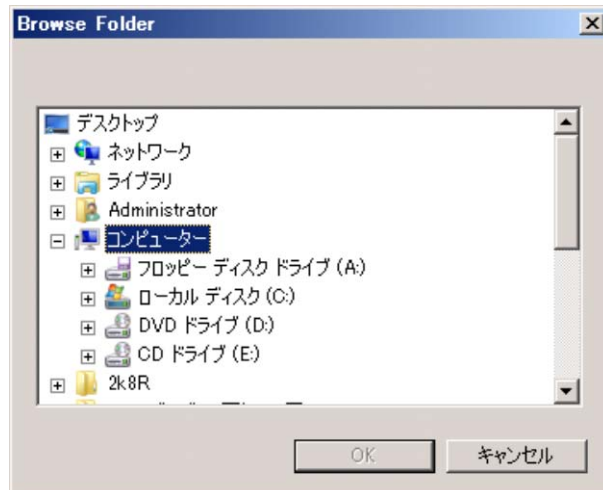 Browse Folder
デスクトップ
ネットワーク
ライブラリ
Administrator
コンピューター
フロッピー ディスク ドライブ (A:)
ローカル ディスク (C:)
DVD ドライブ (D:)
CD ドライブ (E:)
2k8R
OK
キャンセル